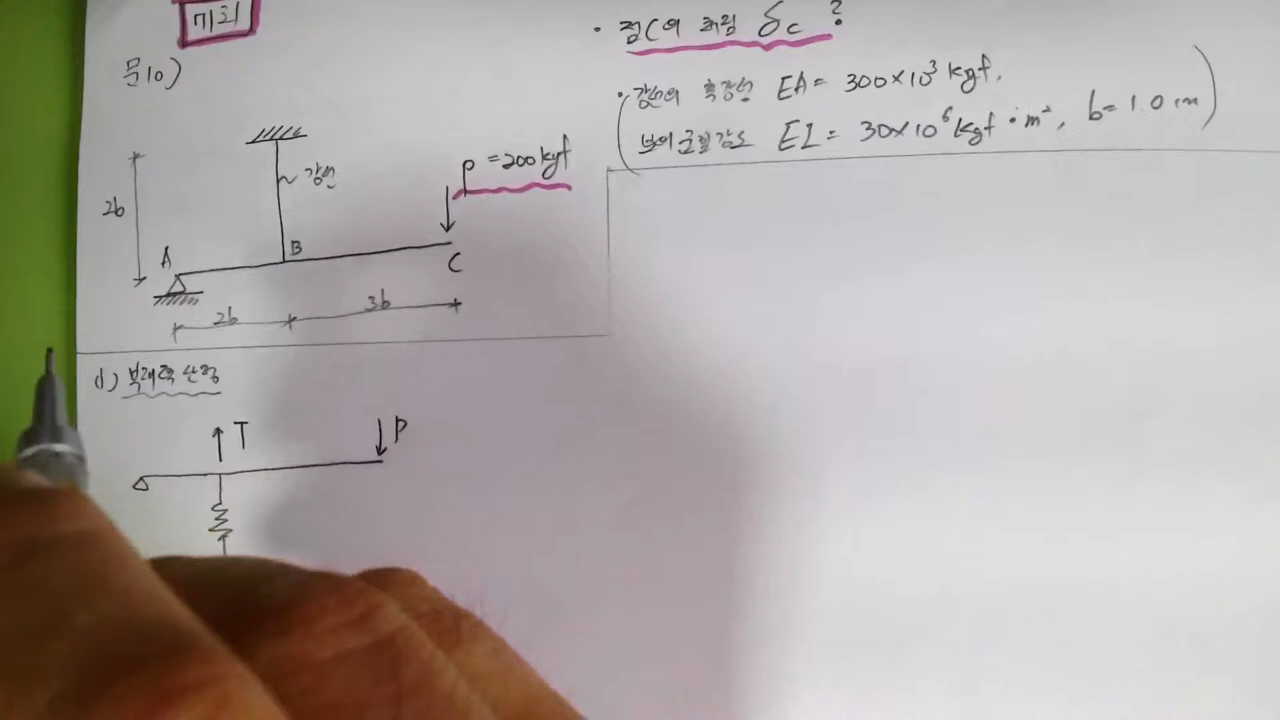 기회
문10)
2b
강선
P = 200 kgf
A
B
C
2b
3b
· 점C의 처짐 δc ?
· 강선의 축강성 EA = 300×10³ kgf,
보의 굽힘강도 EI = 30×10⁶ kgf·m², b = 1.0 m
(1) 부재력 산정
T
P